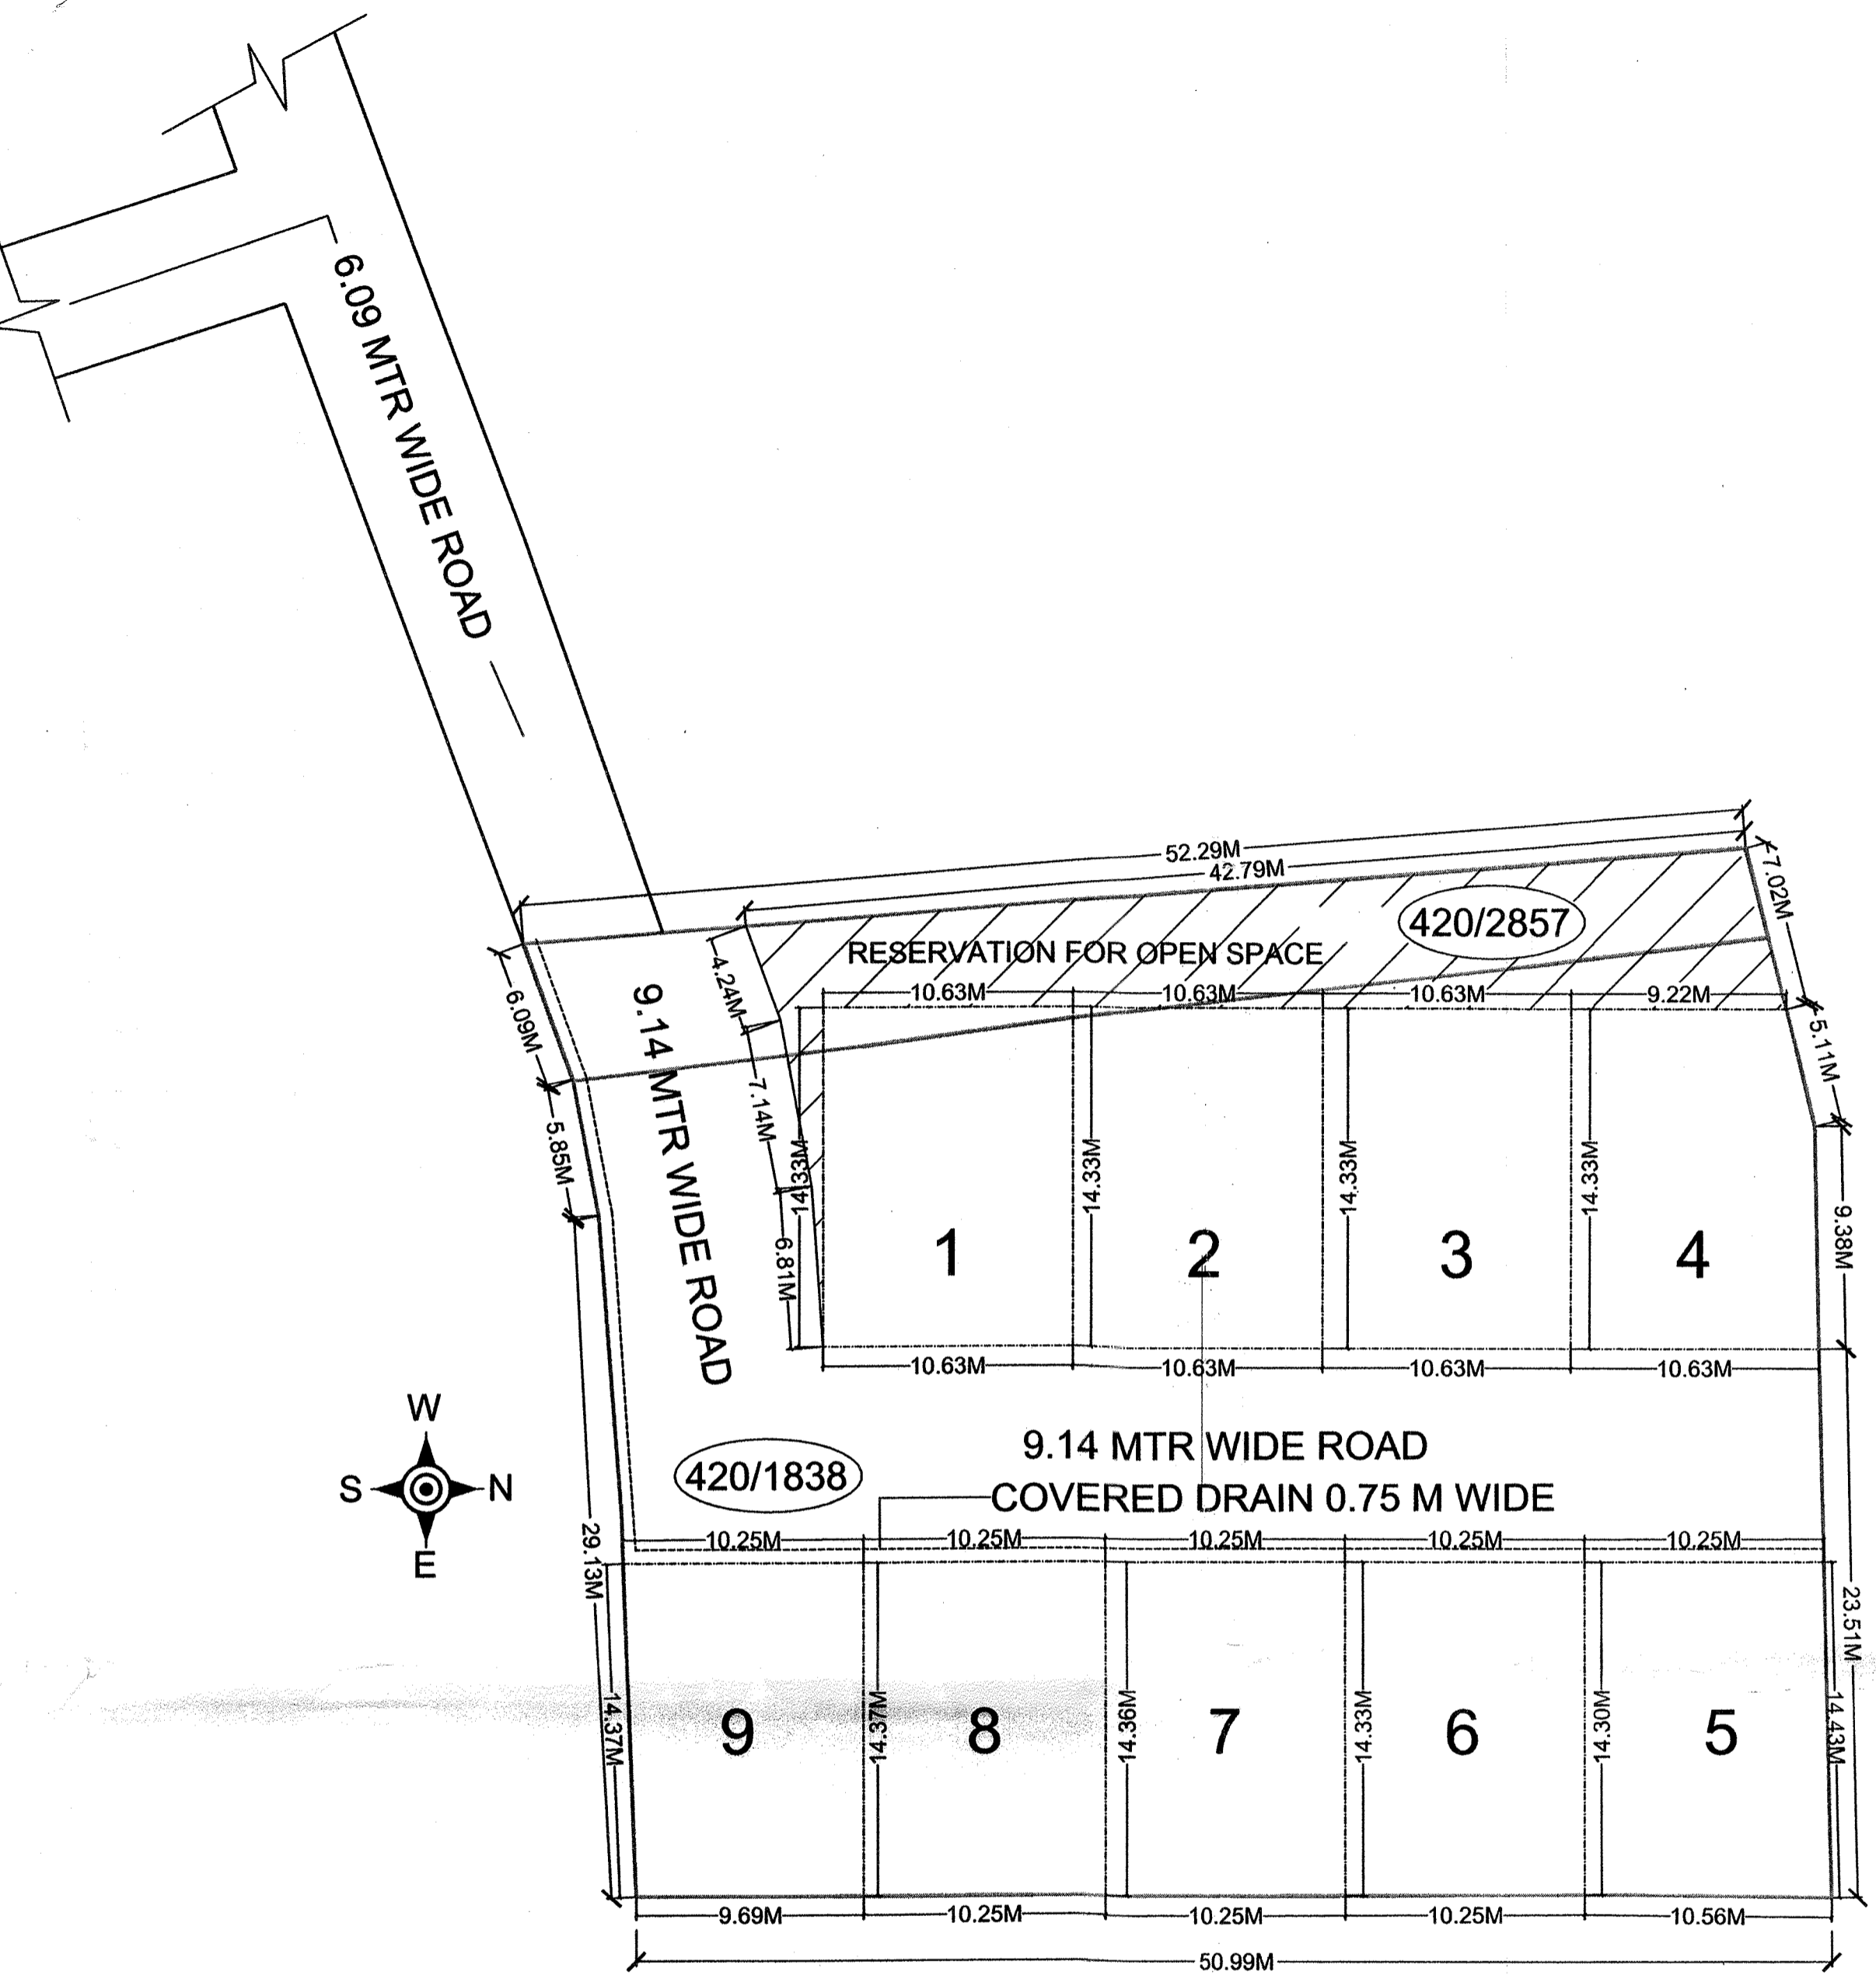 6.09 MTR WIDE ROAD
52.29M
42.79M
7.02M
420/2857
RESERVATION FOR OPEN SPACE
4.24M
6.09M
9.14 MTR WIDE ROAD
10.63M
10.63M
10.63M
9.22M
5.11M
5.85M
7.14M
14.33M
14.33M
14.33M
14.33M
9.38M
6.81M
1
2
3
4
10.63M
10.63M
10.63M
10.63M
W
S
N
E
9.14 MTR WIDE ROAD
420/1838
COVERED DRAIN 0.75 M WIDE
29.13M
10.25M
10.25M
10.25M
10.25M
10.25M
23.51M
14.37M
9
14.37M
8
14.36M
7
14.33M
6
14.30M
5
14.43M
9.69M
10.25M
10.25M
10.25M
10.56M
50.99M